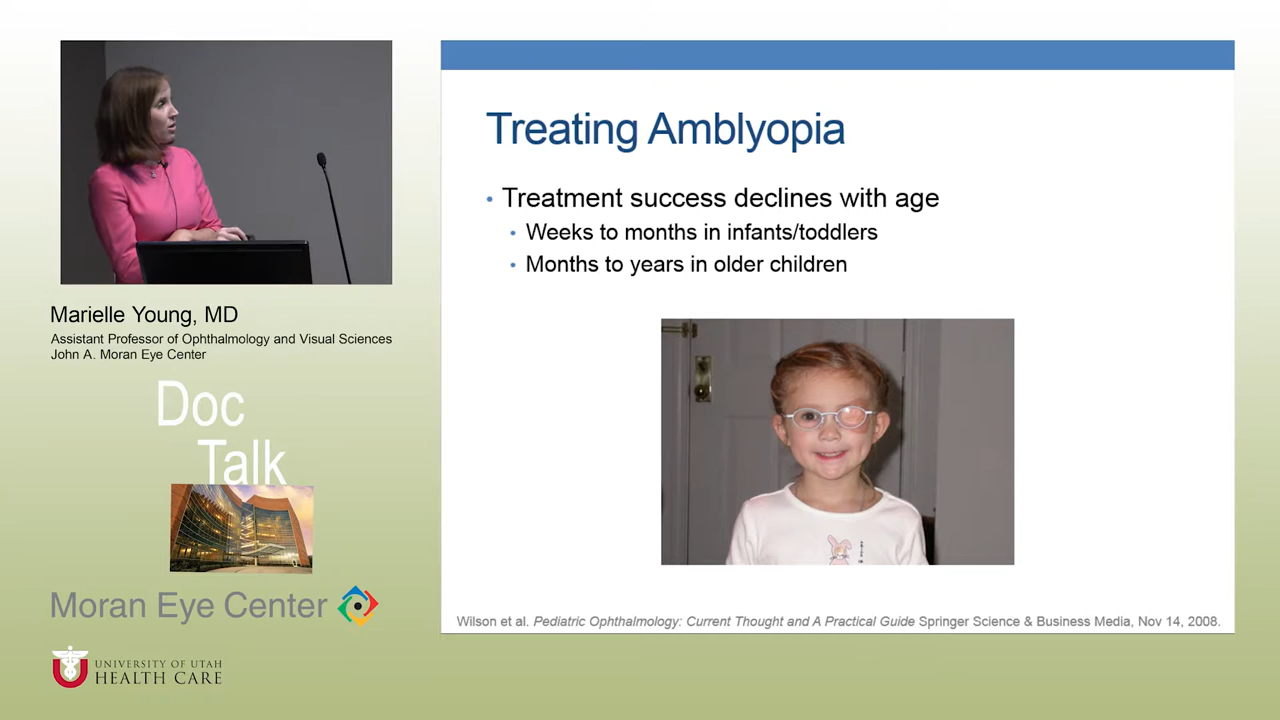 Marielle Young, MD
Assistant Professor of Ophthalmology and Visual Sciences
John A. Moran Eye Center
Doc
Talk
Moran Eye Center
UNIVERSITY OF UTAH
HEALTH CARE
Treating Amblyopia
• Treatment success declines with age
• Weeks to months in infants/toddlers
• Months to years in older children
Wilson et al. Pediatric Ophthalmology: Current Thought and A Practical Guide Springer Science & Business Media, Nov 14, 2008.